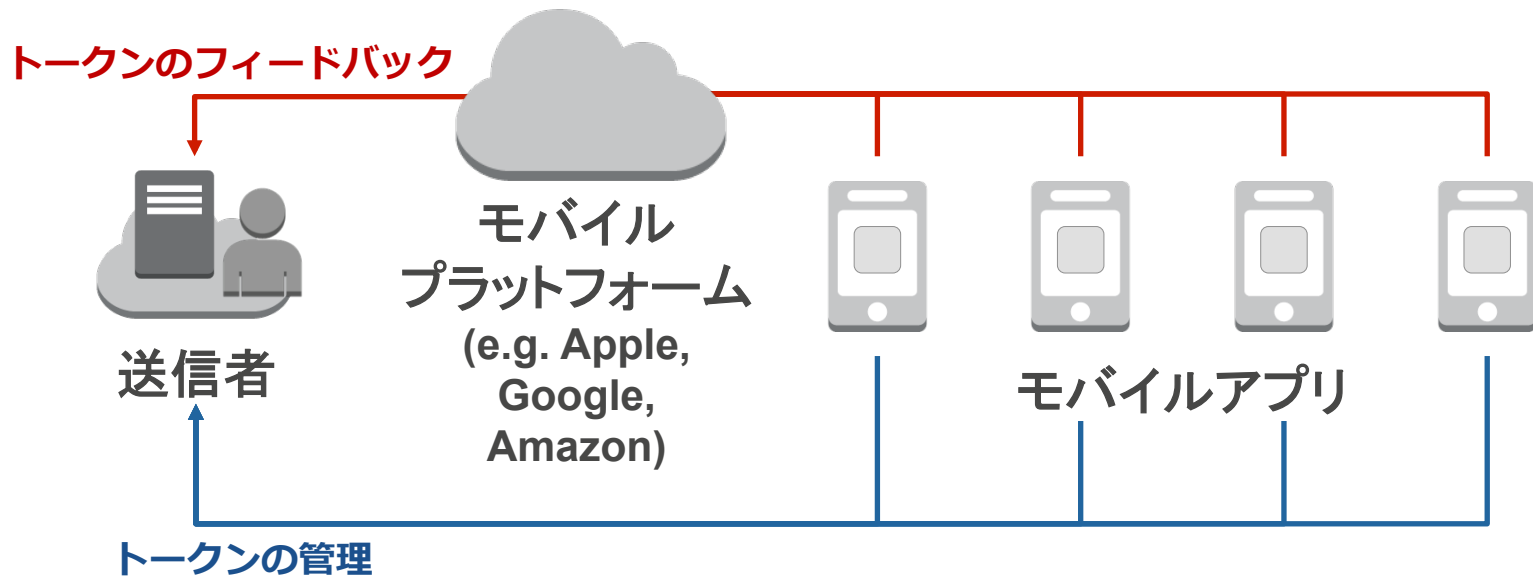 トークンのフィードバック
モバイル
プラットフォーム
(e.g. Apple,
Google,
Amazon)
送信者
モバイルアプリ
トークンの管理